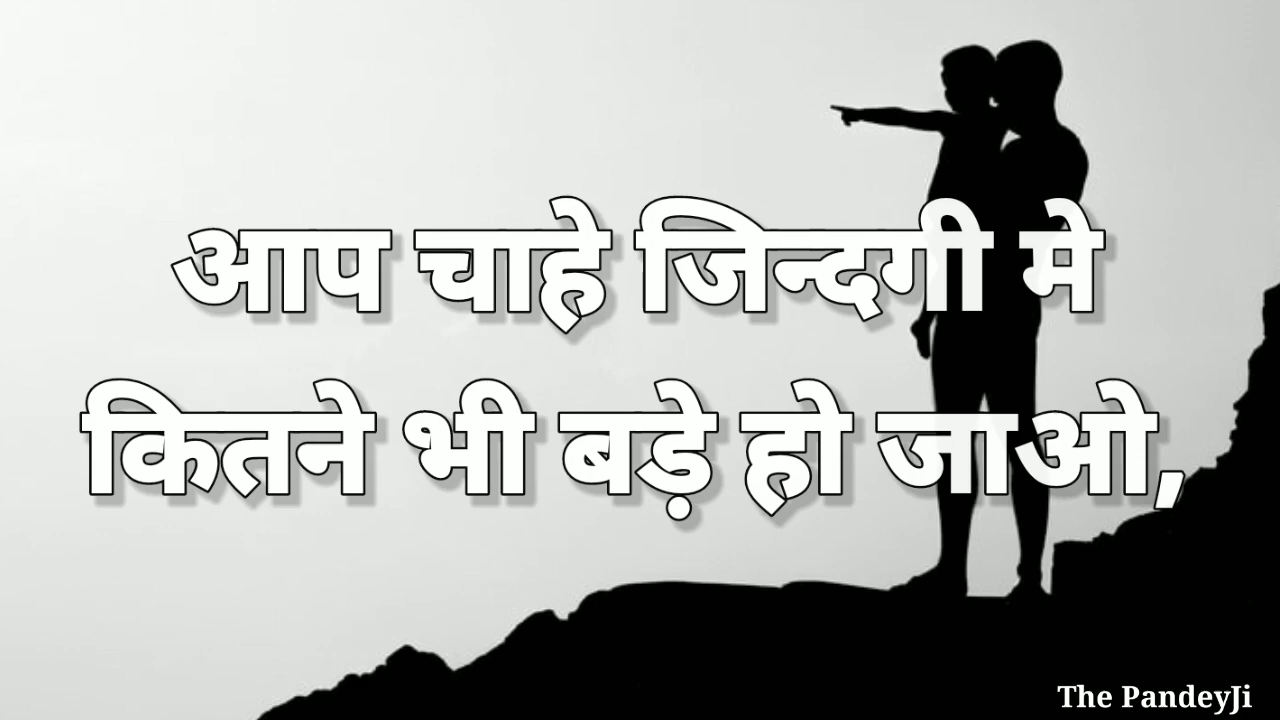 आप चाहे जिन्दगी मे
कितने भी बड़े हो जाओ,
The PandeyJi